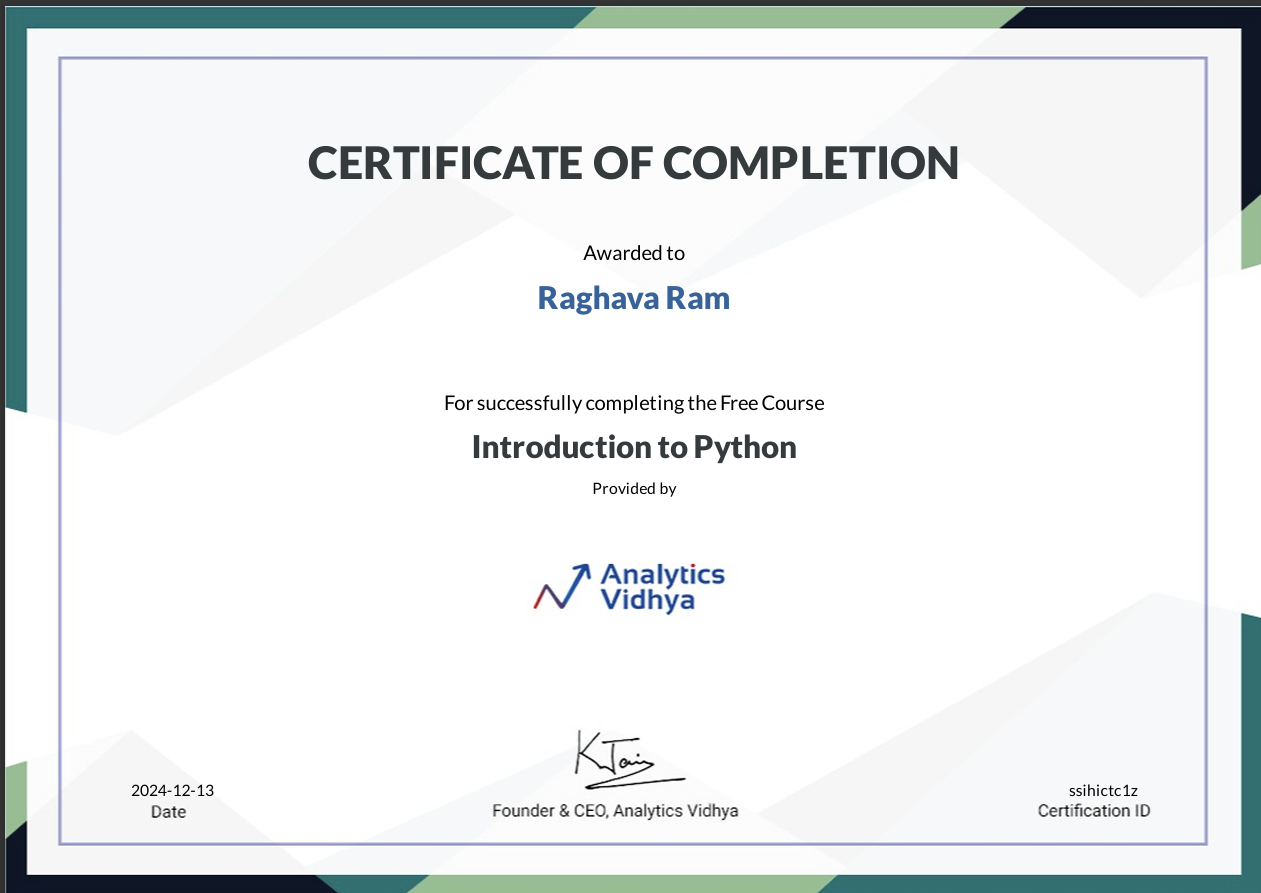 CERTIFICATE OF COMPLETION
Awarded to
Raghava Ram
For successfully completing the Free Course
Introduction to Python
Provided by
Analytics
Vidhya
K Jain
2024-12-13
Date
Founder & CEO, Analytics Vidhya
ssihictc1z
Certification ID